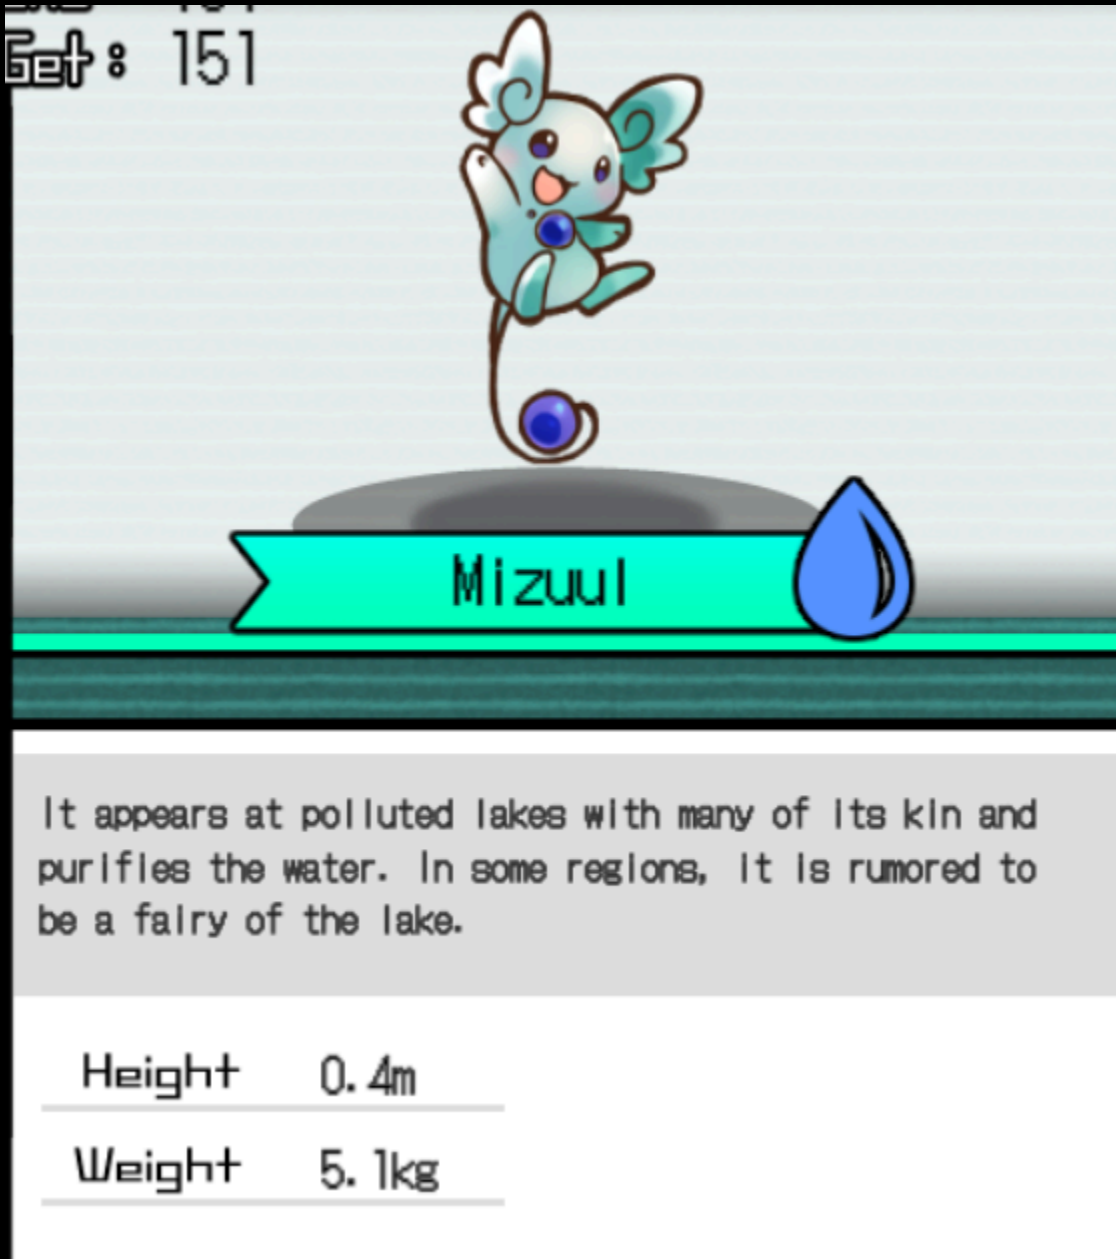 Get: 151
Mizuul
It appears at polluted lakes with many of its kin and
purifies the water. In some regions, it is rumored to
be a fairy of the lake.
Height 0.4m
Weight 5.1kg